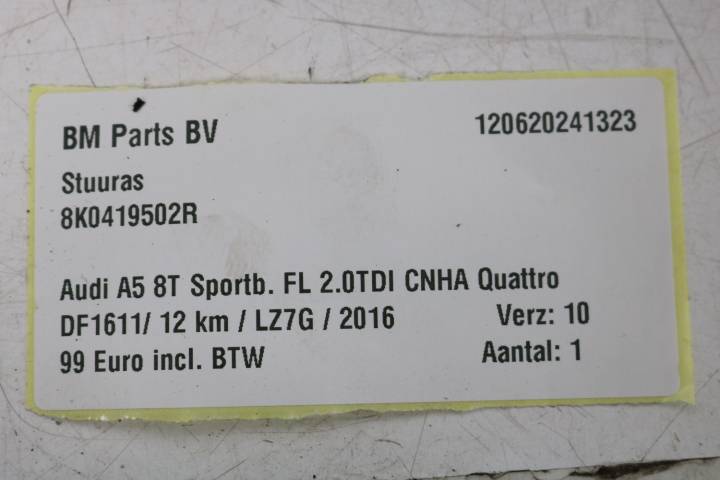 BM Parts BV 120620241323
Stuuras
8K0419502R
Audi A5 8T Sportb. FL 2.0TDI CNHA Quattro
DF1611/ 12 km / LZ7G / 2016 Verz: 10
99 Euro incl. BTW Aantal: 1